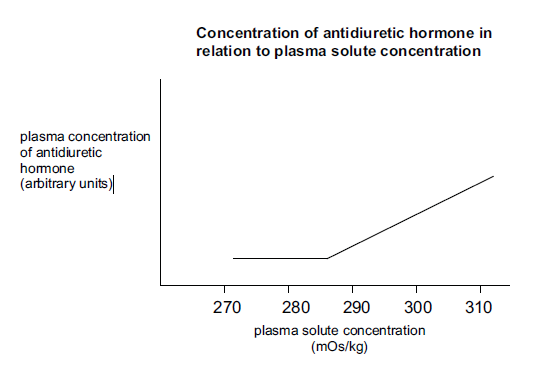 Concentration of antidiuretic hormone in
relation to plasma solute concentration
plasma concentration
of antidiuretic
hormone
(arbitrary units)
270 280 290 300 310
plasma solute concentration
(mOs/kg)